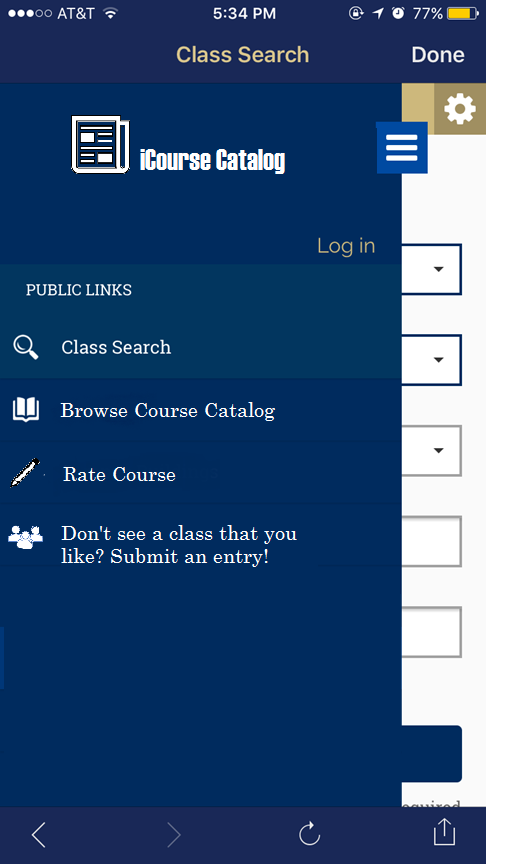 AT&T 5:34 PM 77%
Class Search Done
iCourse Catalog
Log in
PUBLIC LINKS
Class Search
Browse Course Catalog
Rate Course
Don't see a class that you
like? Submit an entry!